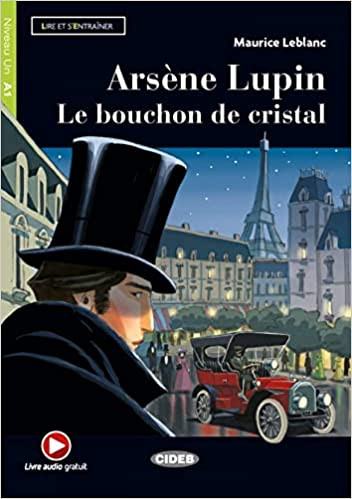 LIRE ET S'ENTRAÎNER
Niveau Un A1
Maurice Leblanc
Arsène Lupin
Le bouchon de cristal
Livre audio gratuit
CIDEB